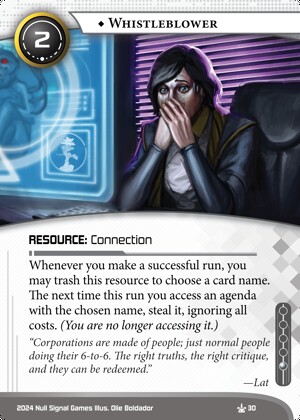 2
◆ Whistleblower
RESOURCE: Connection
Whenever you make a successful run, you
may trash this resource to choose a card name.
The next time this run you access an agenda
with the chosen name, steal it, ignoring all
costs. (You are no longer accessing it.)
“Corporations are made of people; just normal people
doing their 6-to-6. The right truths, the right critique,
and they can be redeemed.”
—Lat
2024 Null Signal Games Illus. Olie Boldador
30